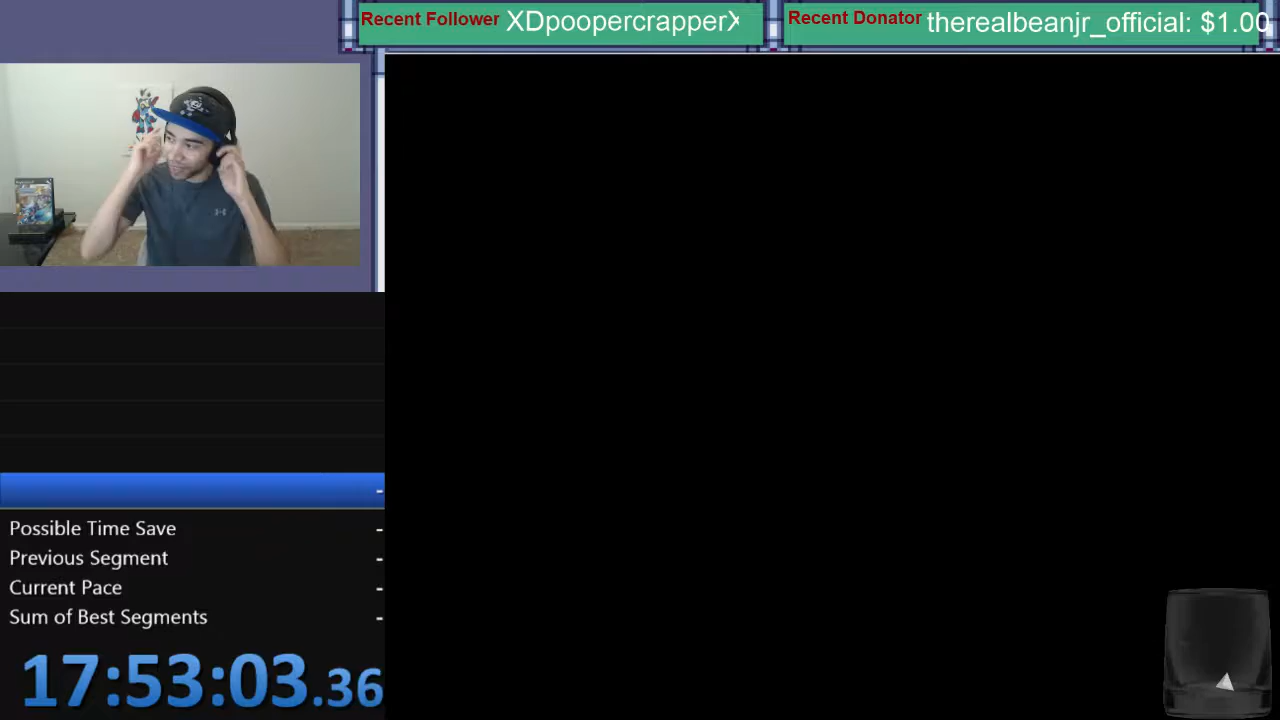 Recent Follower XDpoopercrapperX
Recent Donator therealbeanjr_official: $1.00
-
Possible Time Save -
Previous Segment -
Current Pace -
Sum of Best Segments -
17:53:03.36